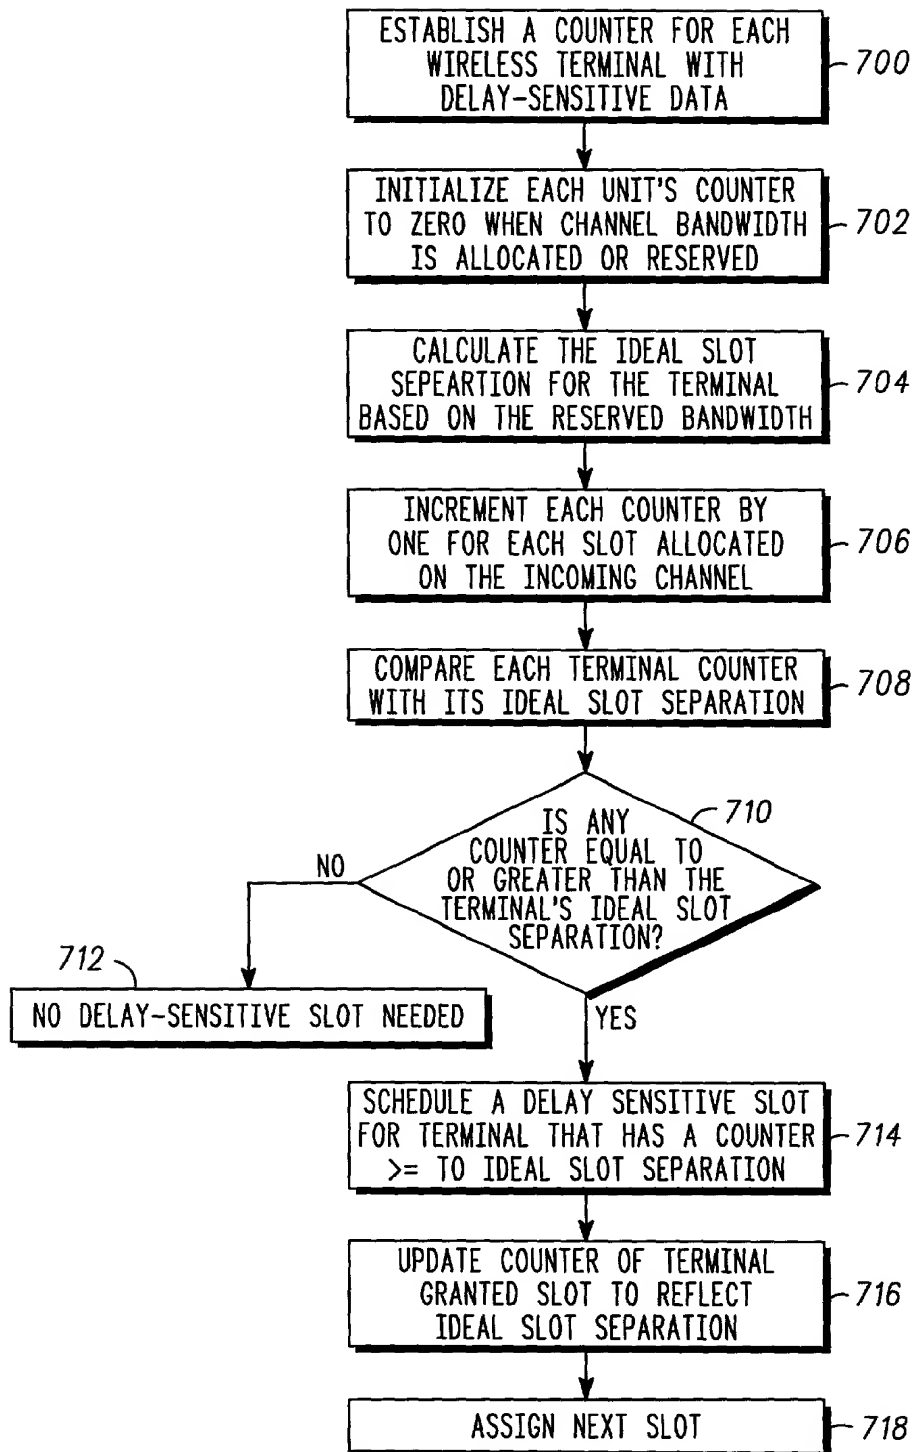 ESTABLISH A COUNTER FOR EACH
WIRELESS TERMINAL WITH
DELAY-SENSITIVE DATA
700
INITIALIZE EACH UNIT'S COUNTER
TO ZERO WHEN CHANNEL BANDWIDTH
IS ALLOCATED OR RESERVED
702
CALCULATE THE IDEAL SLOT
SEPEARTION FOR THE TERMINAL
BASED ON THE RESERVED BANDWIDTH
704
INCREMENT EACH COUNTER BY
ONE FOR EACH SLOT ALLOCATED
ON THE INCOMING CHANNEL
706
COMPARE EACH TERMINAL COUNTER
WITH ITS IDEAL SLOT SEPARATION
708
IS ANY
COUNTER EQUAL TO
OR GREATER THAN THE
TERMINAL'S IDEAL SLOT
SEPARATION?
710
NO
712
NO DELAY-SENSITIVE SLOT NEEDED
YES
SCHEDULE A DELAY SENSITIVE SLOT
FOR TERMINAL THAT HAS A COUNTER
>= TO IDEAL SLOT SEPARATION
714
UPDATE COUNTER OF TERMINAL
GRANTED SLOT TO REFLECT
IDEAL SLOT SEPARATION
716
ASSIGN NEXT SLOT
718